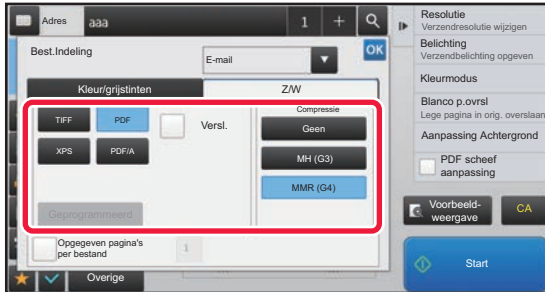 Adres
aaa
1
+
Best.Indeling
E-mail
OK
Kleur/grijstinten
Z/W
TIFF
PDF
Versl.
XPS
PDF/A
Geprogrammeerd
Compressie
Geen
MH (G3)
MMR (G4)
Opgegeven pagina's
per bestand
1
Overige
Resolutie
Verzendresolutie wijzigen
Belichting
Verzendbelichting opgeven
Kleurmodus
Blanco p.ovrsl
Lege pagina in orig. overslaan
Aanpassing Achtergrond
PDF scheef
aanpassing
Voorbeeld-
weergave
CA
Start